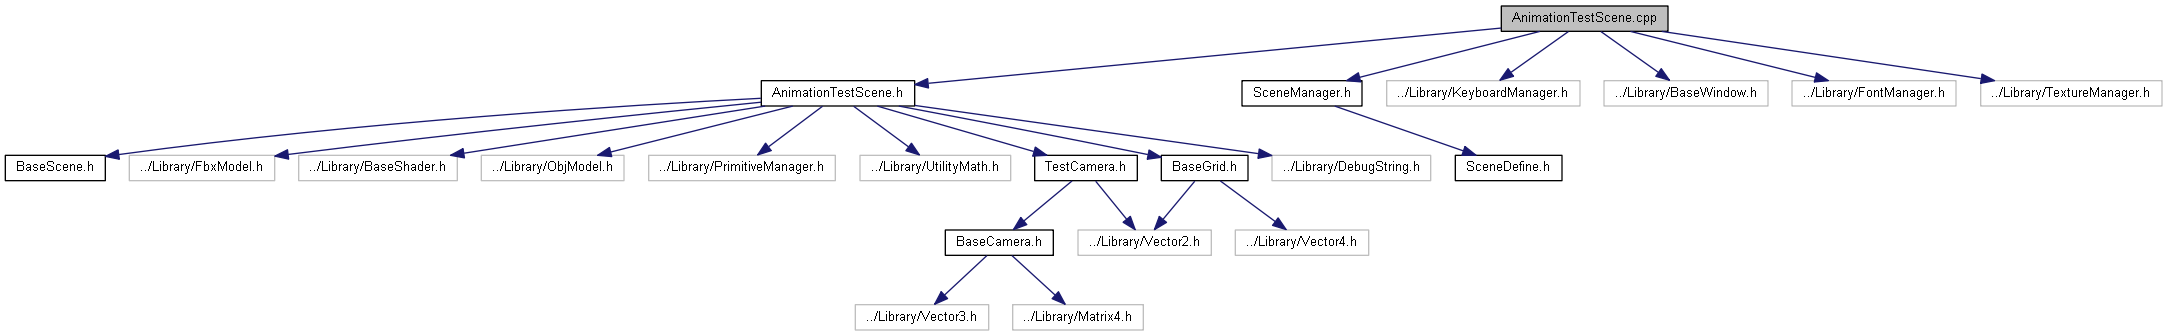 AnimationTestScene.cpp
AnimationTestScene.h
SceneManager.h
../Library/KeyboardManager.h
../Library/BaseWindow.h
../Library/FontManager.h
../Library/TextureManager.h
BaseScene.h
../Library/FbxModel.h
../Library/BaseShader.h
../Library/ObjModel.h
../Library/PrimitiveManager.h
../Library/UtilityMath.h
TestCamera.h
BaseGrid.h
../Library/DebugString.h
SceneDefine.h
BaseCamera.h
../Library/Vector2.h
../Library/Vector4.h
../Library/Vector3.h
../Library/Matrix4.h